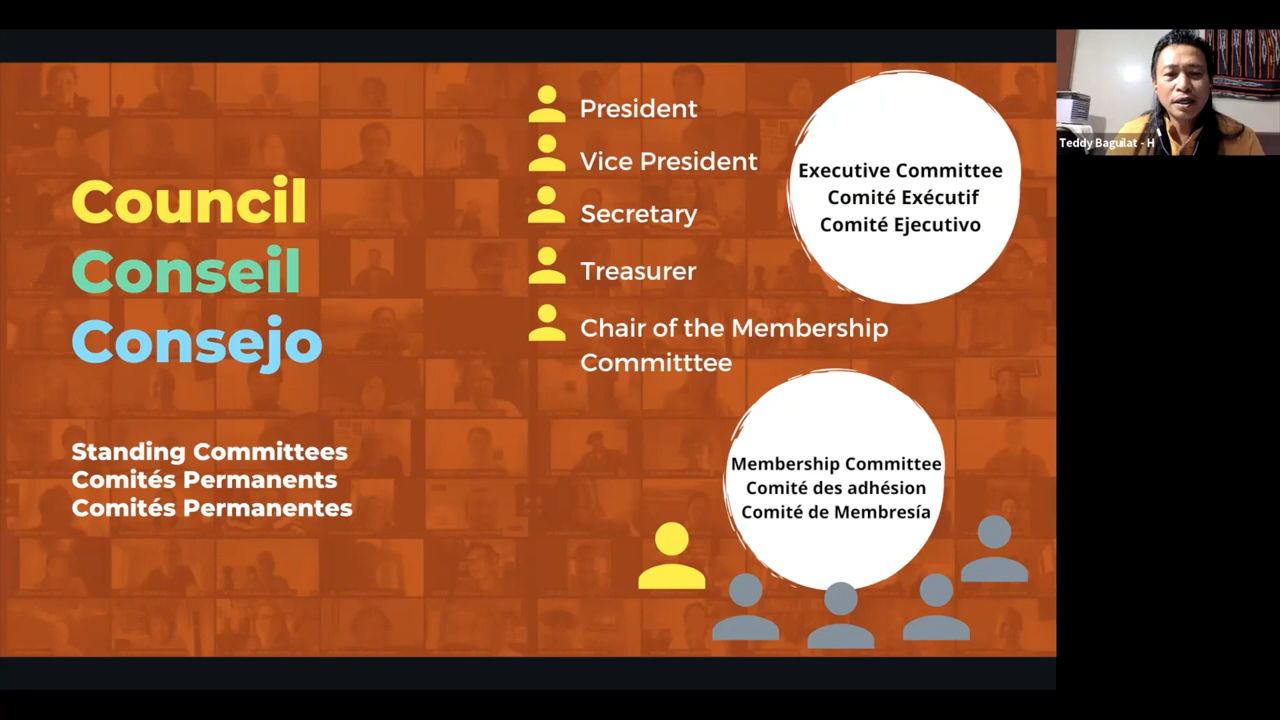 Council
Conseil
Consejo
Standing Committees
Comités Permanents
Comités Permanentes
President
Vice President
Secretary
Treasurer
Chair of the Membership
Committtee
Executive Committee
Comité Exécutif
Comité Ejecutivo
Membership Committee
Comité des adhésion
Comité de Membresía
Teddy Baguilat - H